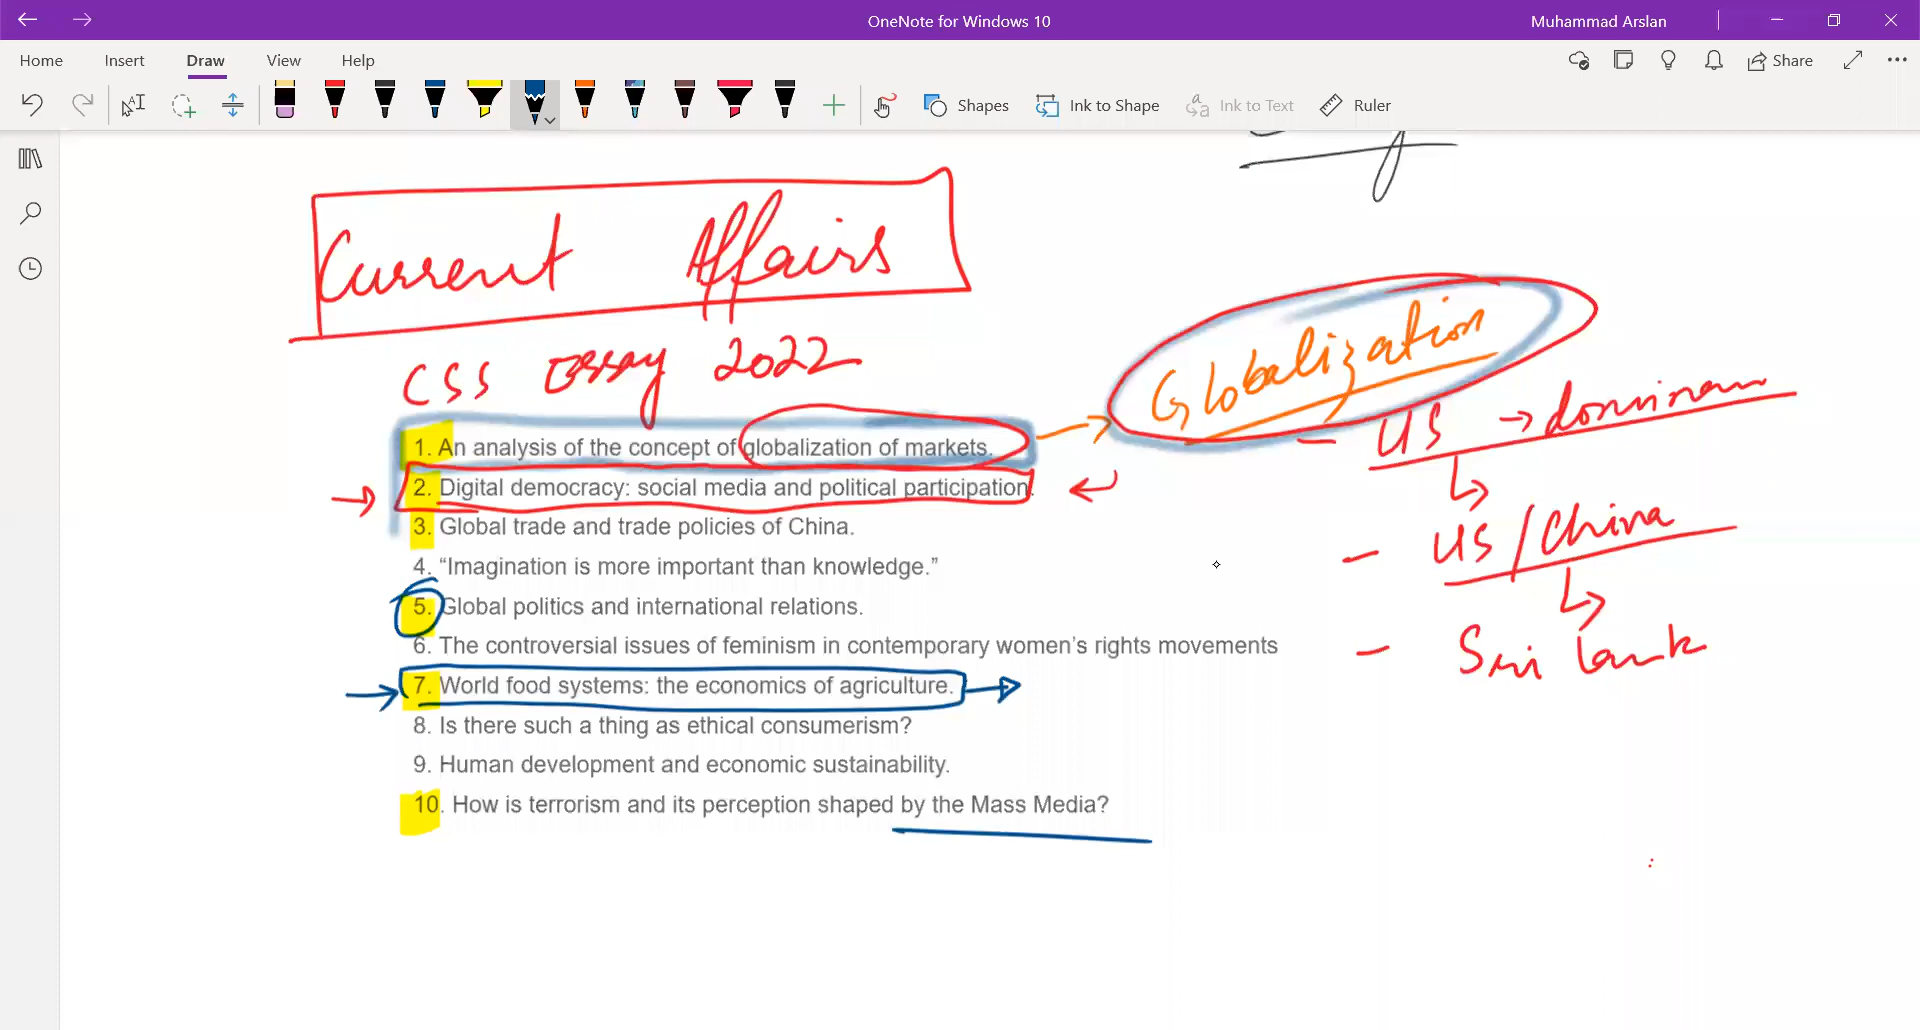 OneNote for Windows 10
Muhammad Arslan
Home Insert Draw View Help
Share
Shapes Ink to Shape Ink to Text Ruler
Current Affairs
CSS Essay 2022
Globalization
1. An analysis of the concept of globalization of markets.
2. Digital democracy: social media and political participation.
3. Global trade and trade policies of China.
4. “Imagination is more important than knowledge.”
5. Global politics and international relations.
6. The controversial issues of feminism in contemporary women’s rights movements
7. World food systems: the economics of agriculture.
8. Is there such a thing as ethical consumerism?
9. Human development and economic sustainability.
10. How is terrorism and its perception shaped by the Mass Media?
- US →
- US / China
- Sri Lank